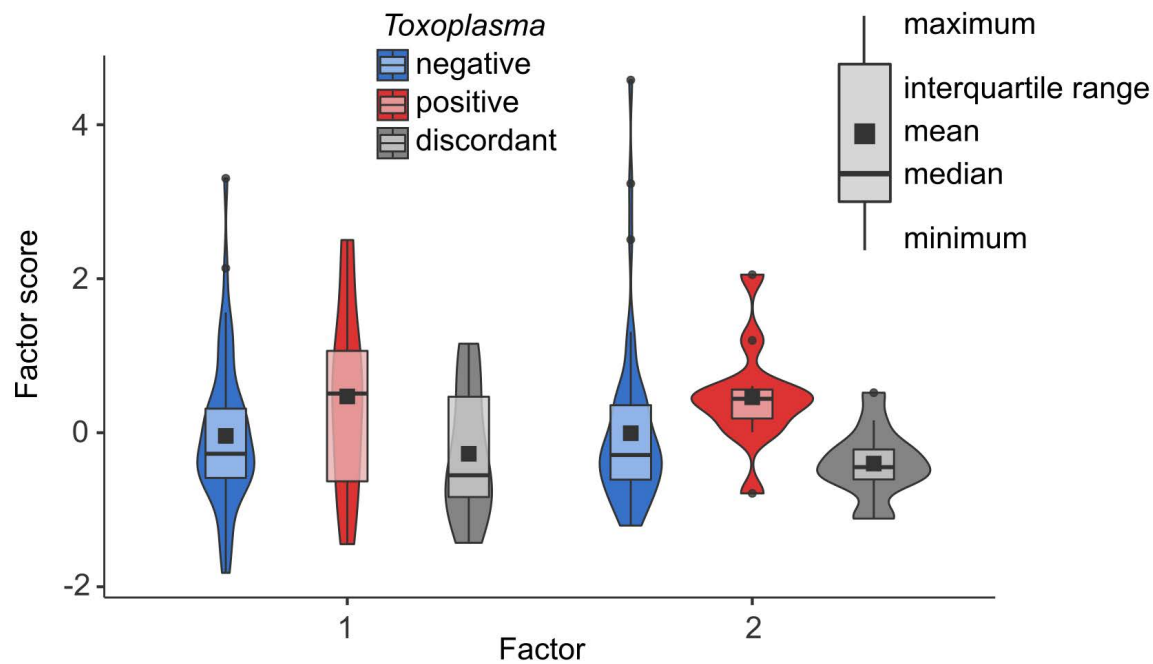 Toxoplasma
negative
positive
discordant
maximum
interquartile range
mean
median
minimum
Factor score
4
2
0
-2
1
2
Factor